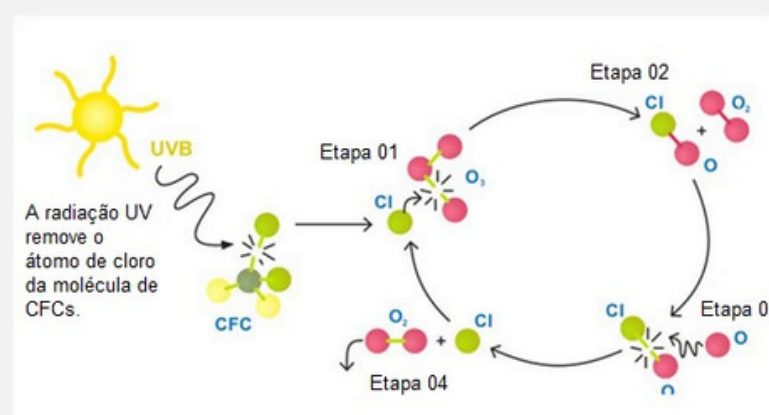 Etapa 02
Cl
O₂
+
O
UVB
Etapa 01
O₃
Cl
A radiação UV
remove o
átomo de cloro
da molécula de
CFCs.
CFC
O₂
+
Cl
Etapa 04
Etapa 0
Cl
O
O